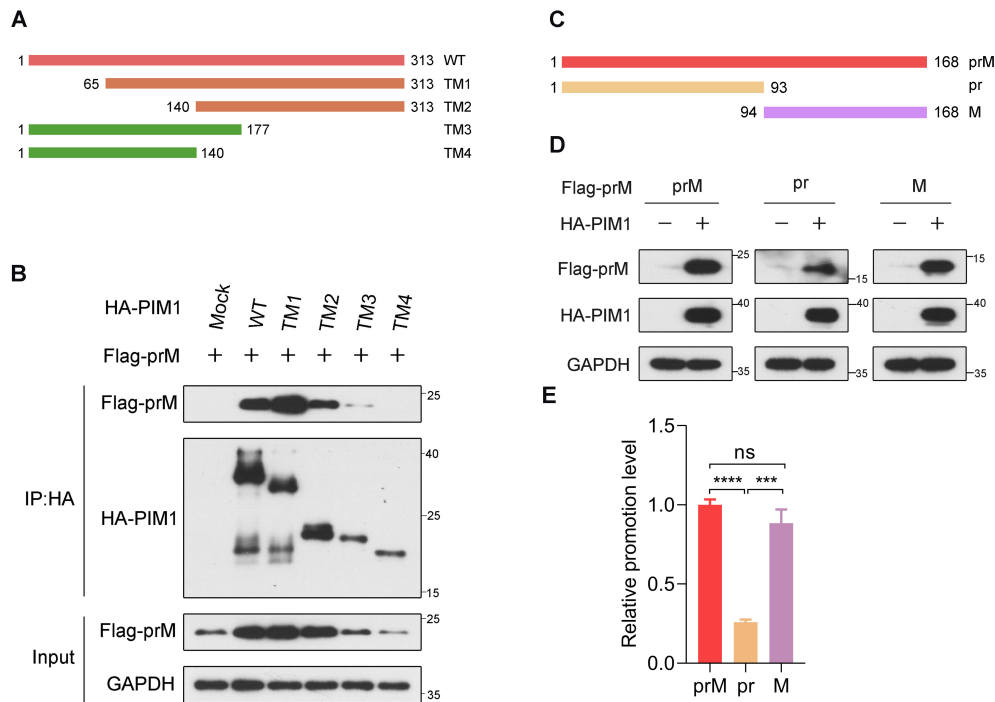 A
1 313 WT
65 313 TM1
140 313 TM2
1 177 TM3
1 140 TM4
B
HA-PIM1 Mock WT TM1 TM2 TM3 TM4
Flag-prM + + + + + +
IP:HA
Flag-prM 25
HA-PIM1 40
25
15
Input
Flag-prM 25
GAPDH 35
C
1 168 prM
1 93 pr
94 168 M
D
Flag-prM prM pr M
HA-PIM1 − + − + − +
Flag-prM 25 15 15
HA-PIM1 40 40 40
GAPDH 35 35 35
E
Relative promotion level
1.5
1.0
0.5
0.0
ns
**** ***
prM pr M